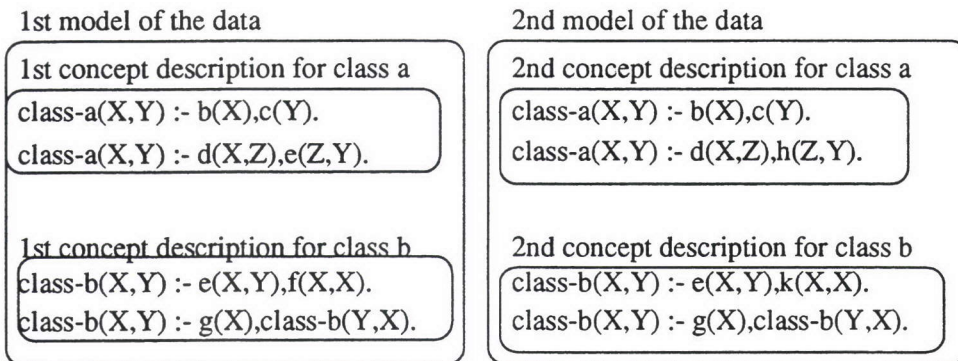 1st model of the data
1st concept description for class a
class-a(X,Y) :- b(X),c(Y).
class-a(X,Y) :- d(X,Z),e(Z,Y).
1st concept description for class b
class-b(X,Y) :- e(X,Y),f(X,X).
class-b(X,Y) :- g(X),class-b(Y,X).
2nd model of the data
2nd concept description for class a
class-a(X,Y) :- b(X),c(Y).
class-a(X,Y) :- d(X,Z),h(Z,Y).
2nd concept description for class b
class-b(X,Y) :- e(X,Y),k(X,X).
class-b(X,Y) :- g(X),class-b(Y,X).